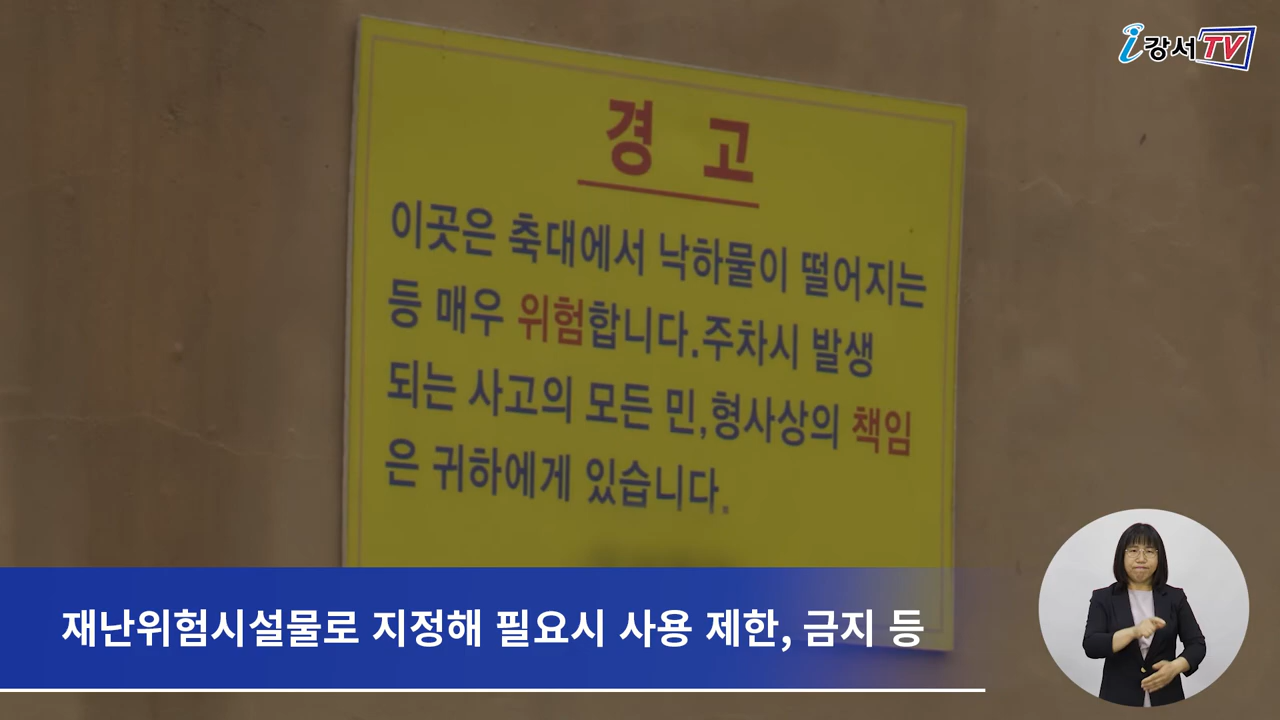 i강서TV
경 고
이곳은 축대에서 낙하물이 떨어지는
등 매우 위험합니다.주차시 발생
되는 사고의 모든 민,형사상의 책임
은 귀하에게 있습니다.
재난위험시설물로 지정해 필요시 사용 제한, 금지 등